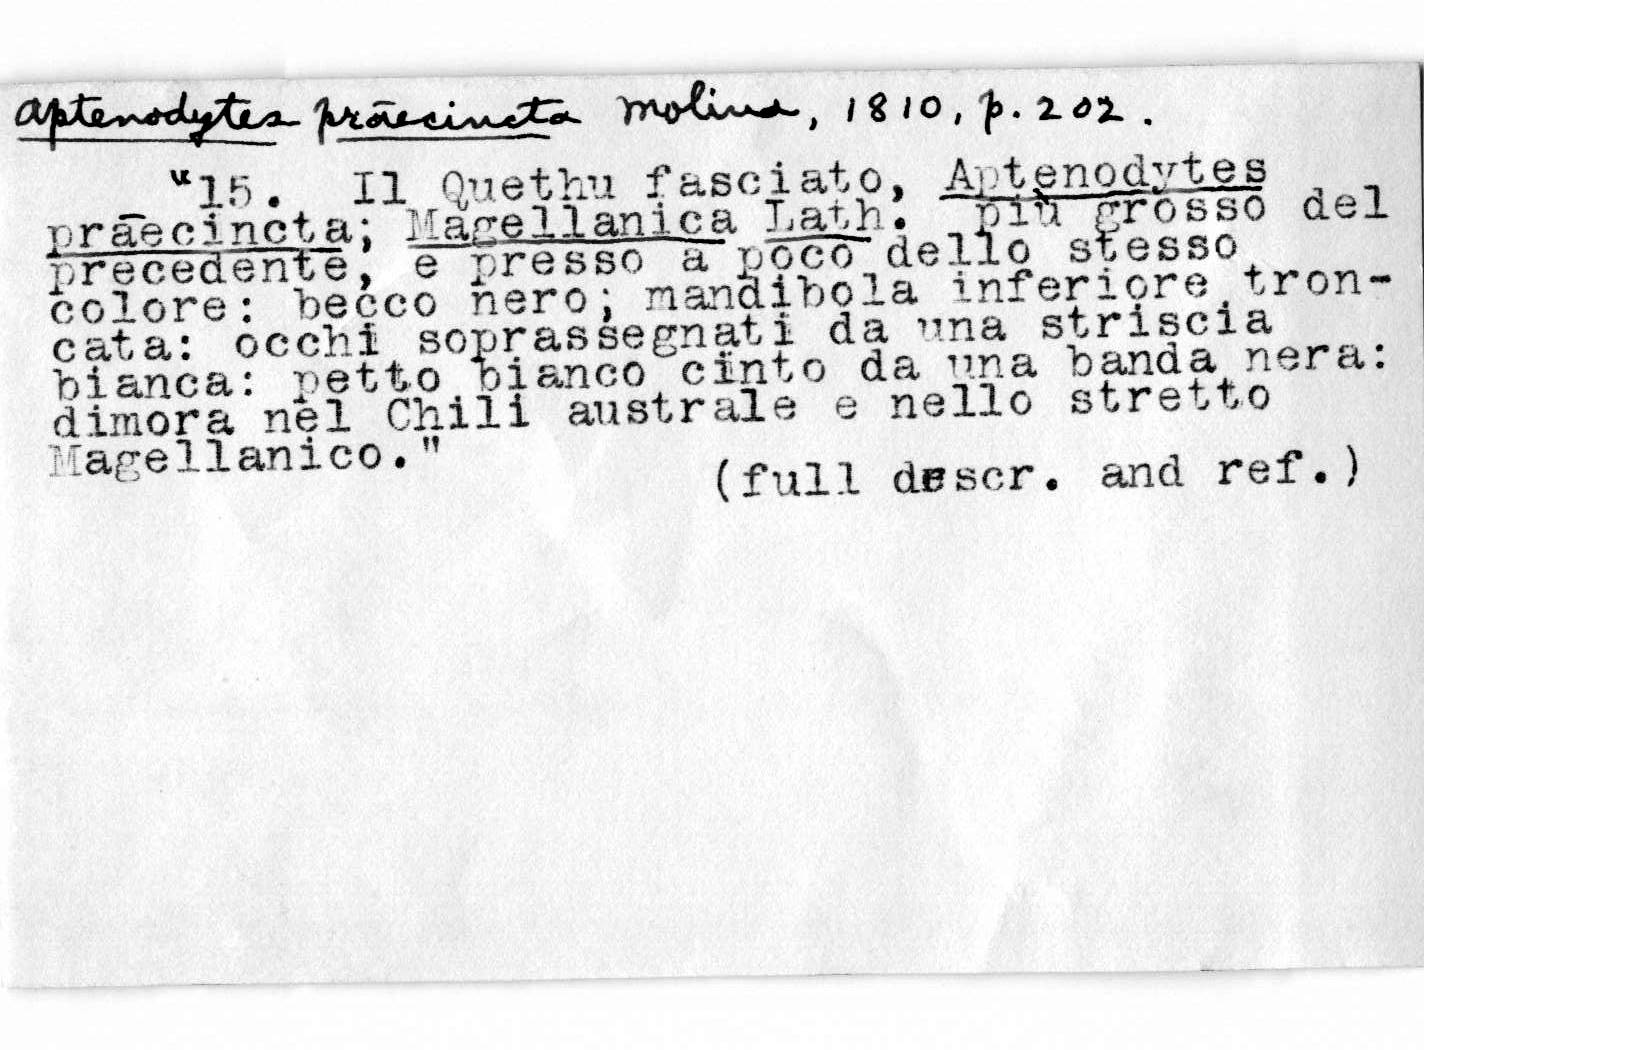 Aptenodytes prāecincta Molina, 1810, p. 202.
"15. Il Quethu fasciato, Aptenodytes
prāecincta; Magellanica Lath. più grosso del
precedente, e presso a poco dello stesso
colore: becco nero; mandibola inferiore tron-
cata: occhi soprassegnati da una striscia
bianca: petto bianco cinto da una banda nera:
dimora nel Chili australe e nello stretto
Magellanico."
(full descr. and ref.)